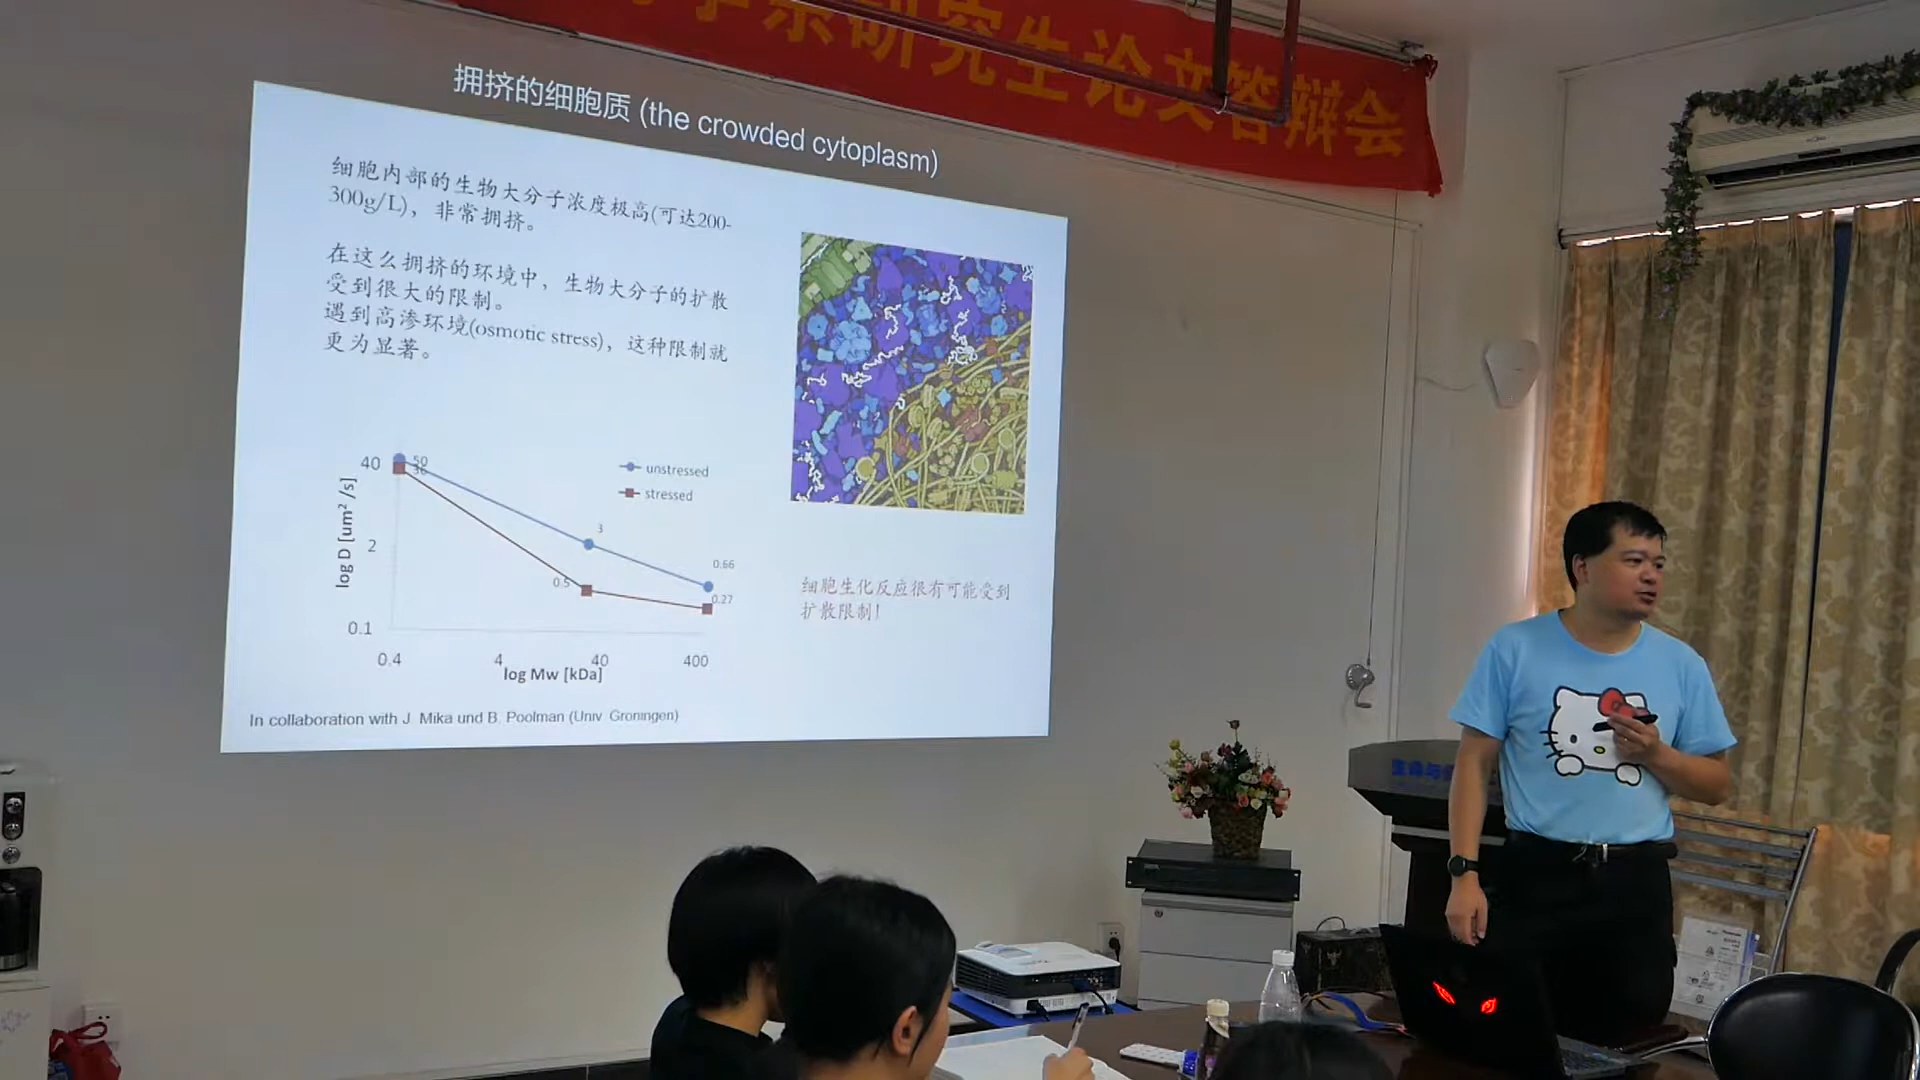 学系研究生论文答辩会
拥挤的细胞质 (the crowded cytoplasm)
细胞内部的生物大分子浓度极高(可达200-
300g/L)，非常拥挤。
在这么拥挤的环境中，生物大分子的扩散
受到很大的限制。
遇到高渗环境(osmotic stress)，这种限制就
更为显著。
40
2
0.1
log D [um² /s]
50
36
3
0.5
0.66
0.27
unstressed
stressed
0.4
4
40
400
log Mw [kDa]
细胞生化反应很有可能受到
扩散限制！
In collaboration with J. Mika und B. Poolman (Univ. Groningen)
生命与